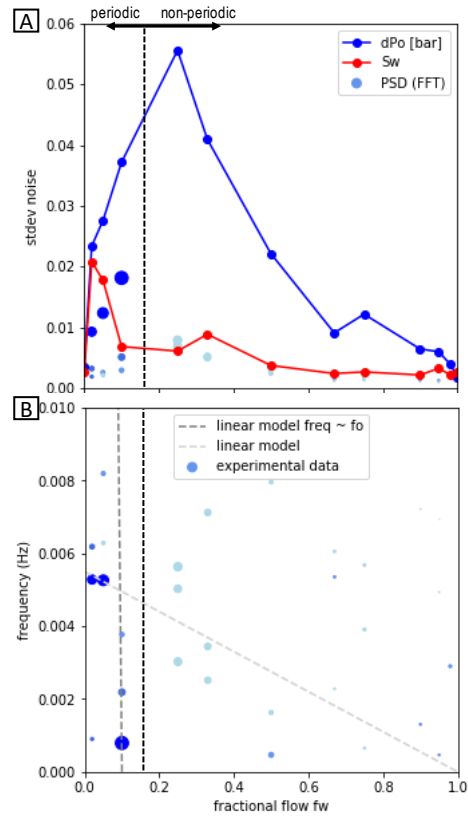 A
periodic non-periodic
0.06
0.05
0.04
0.03
0.02
0.01
0.00
stdev noise
dPo [bar]
Sw
PSD (FFT)
B
0.010
0.008
0.006
0.004
0.002
0.000
frequency (Hz)
linear model freq ~ fo
linear model
experimental data
0.0 0.2 0.4 0.6 0.8 1.0
fractional flow fw